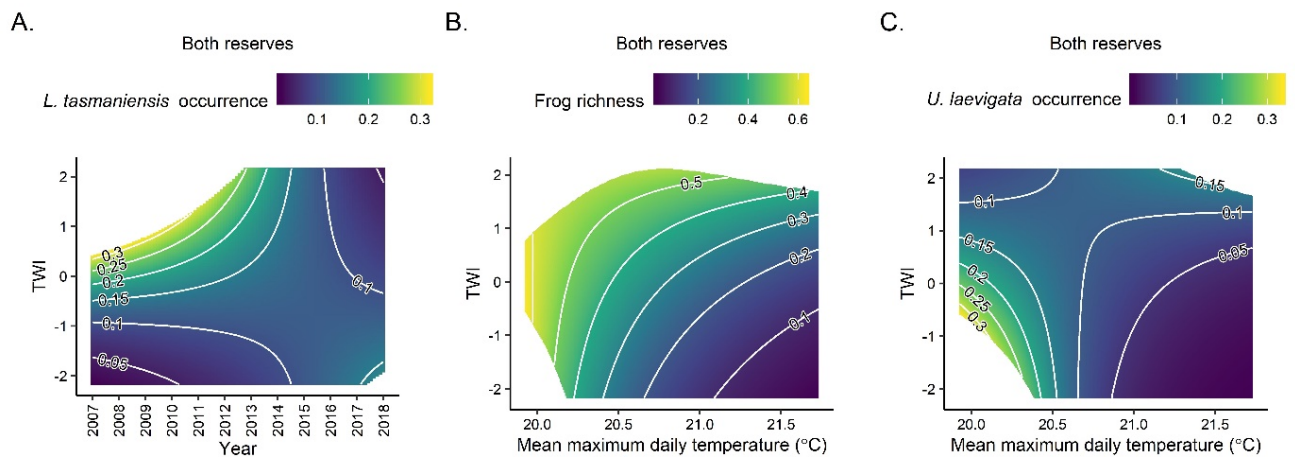 A.
Both reserves
L. tasmaniensis occurrence
0.1 0.2 0.3
TWI
2
1
0
-1
-2
0.3
0.25
0.2
0.15
0.1
0.05
0.1
2007 2008 2009 2010 2011 2012 2013 2014 2015 2016 2017 2018
Year
B.
Both reserves
Frog richness
0.2 0.4 0.6
TWI
2
1
0
-1
-2
0.5
0.4
0.3
0.2
0.1
20.0 20.5 21.0 21.5
Mean maximum daily temperature (°C)
C.
Both reserves
U. laevigata occurrence
0.1 0.2 0.3
TWI
2
1
0
-1
-2
0.1
0.15
0.15
0.2
0.25
0.3
0.1
0.05
20.0 20.5 21.0 21.5
Mean maximum daily temperature (°C)